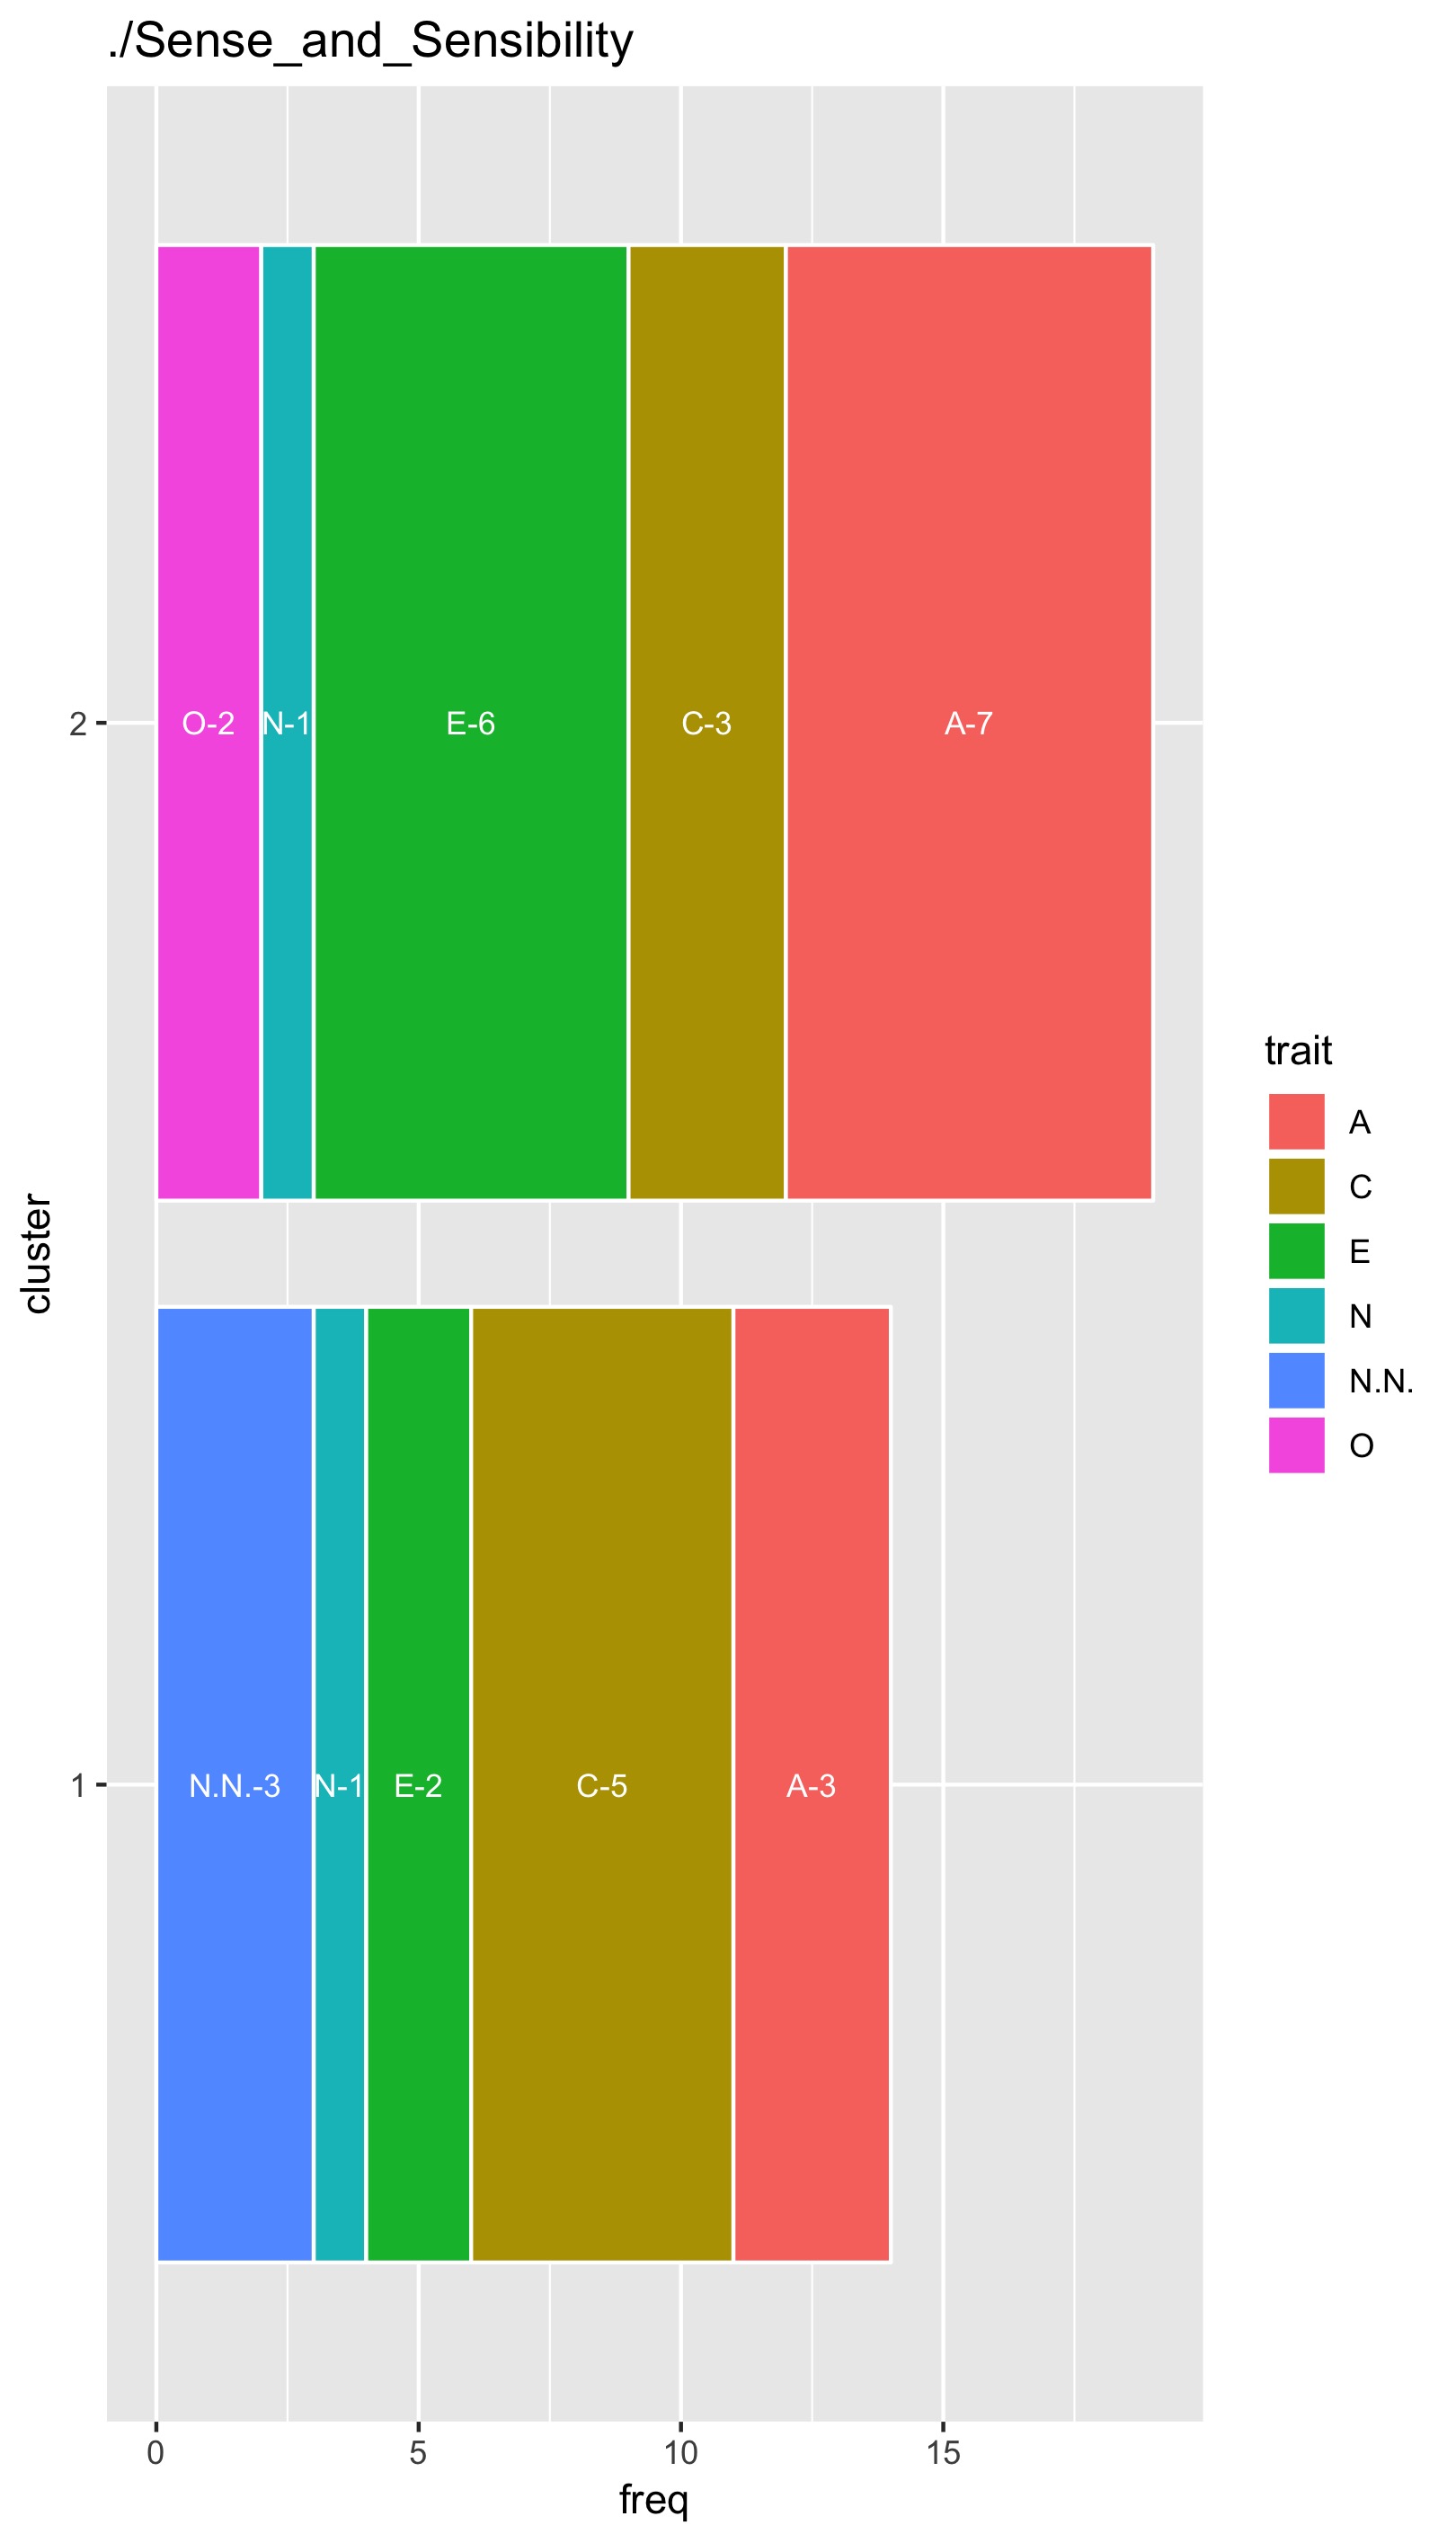 ./Sense_and_Sensibility
2
O-2 N-1 E-6 C-3 A-7
cluster
1
N.N.-3 N-1 E-2 C-5 A-3
0 5 10 15
freq
trait
A
C
E
N
N.N.
O